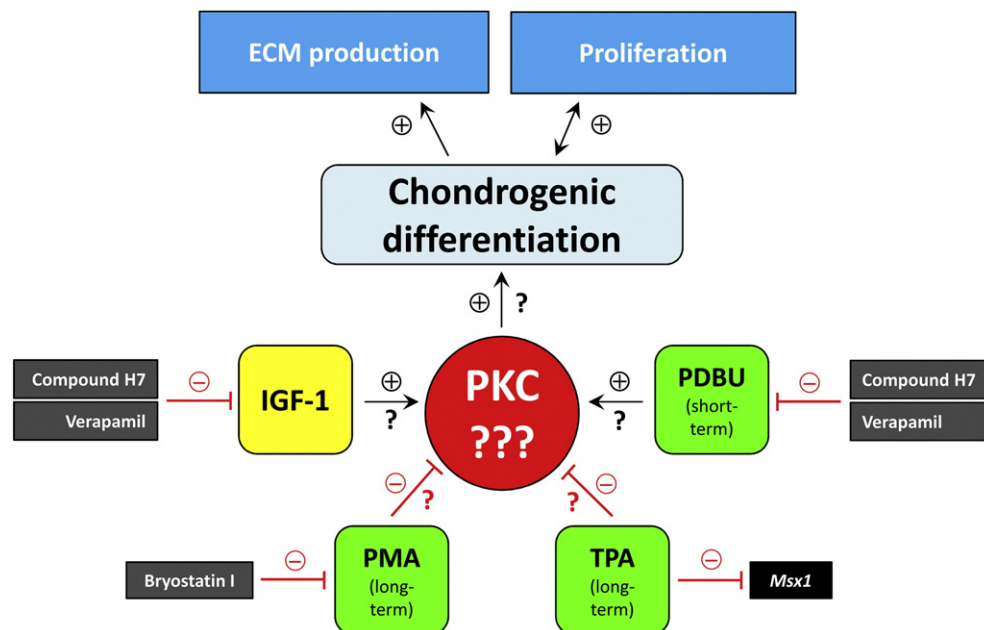 ECM production
Proliferation
⊕
⊕
Chondrogenic
differentiation
⊕ ?
Compound H7
Verapamil
⊖
IGF-1
⊕
?
PKC
???
⊕
?
PDBU
(short-
term)
⊖
Compound H7
Verapamil
⊖
?
⊖
?
Bryostatin I
⊖
PMA
(long-
term)
TPA
(long-
term)
⊖
Msx1